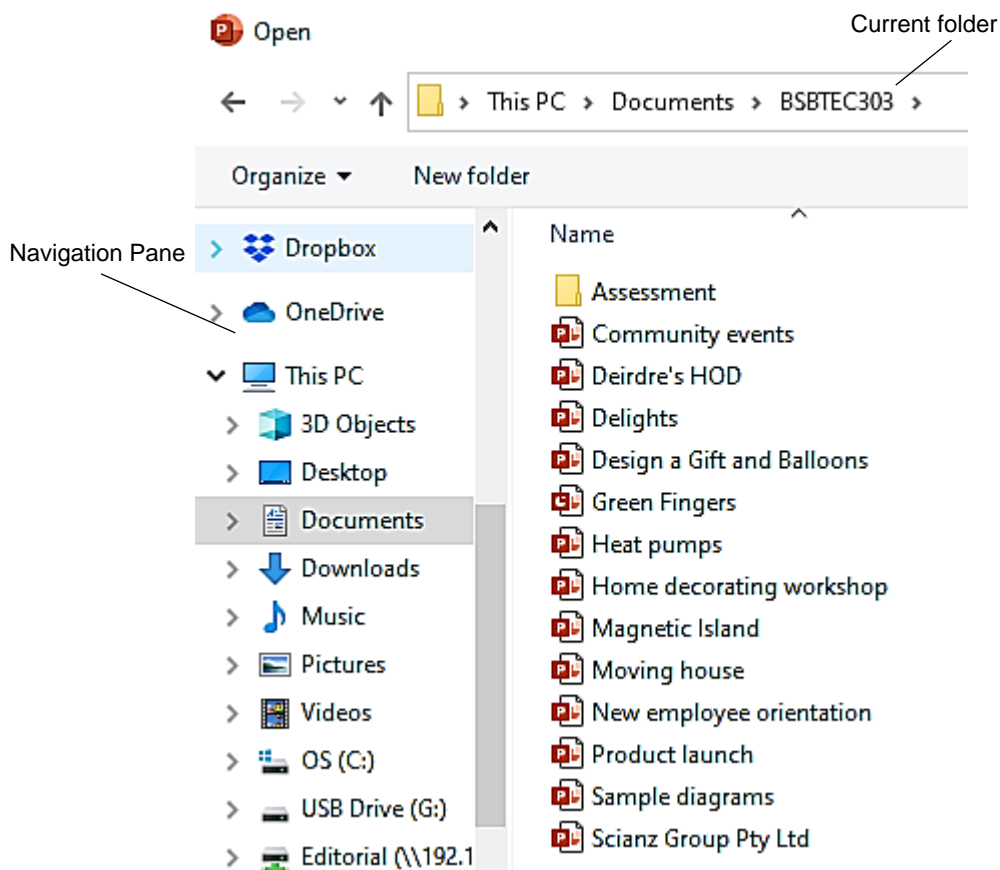 Open
Current folder
This PC > Documents > BSBTEC303 >
Organize New folder
Navigation Pane
Dropbox
OneDrive
This PC
3D Objects
Desktop
Documents
Downloads
Music
Pictures
Videos
OS (C:)
USB Drive (G:)
Editorial (\\192.1
Name
Assessment
Community events
Deirdre's HOD
Delights
Design a Gift and Balloons
Green Fingers
Heat pumps
Home decorating workshop
Magnetic Island
Moving house
New employee orientation
Product launch
Sample diagrams
Scianz Group Pty Ltd